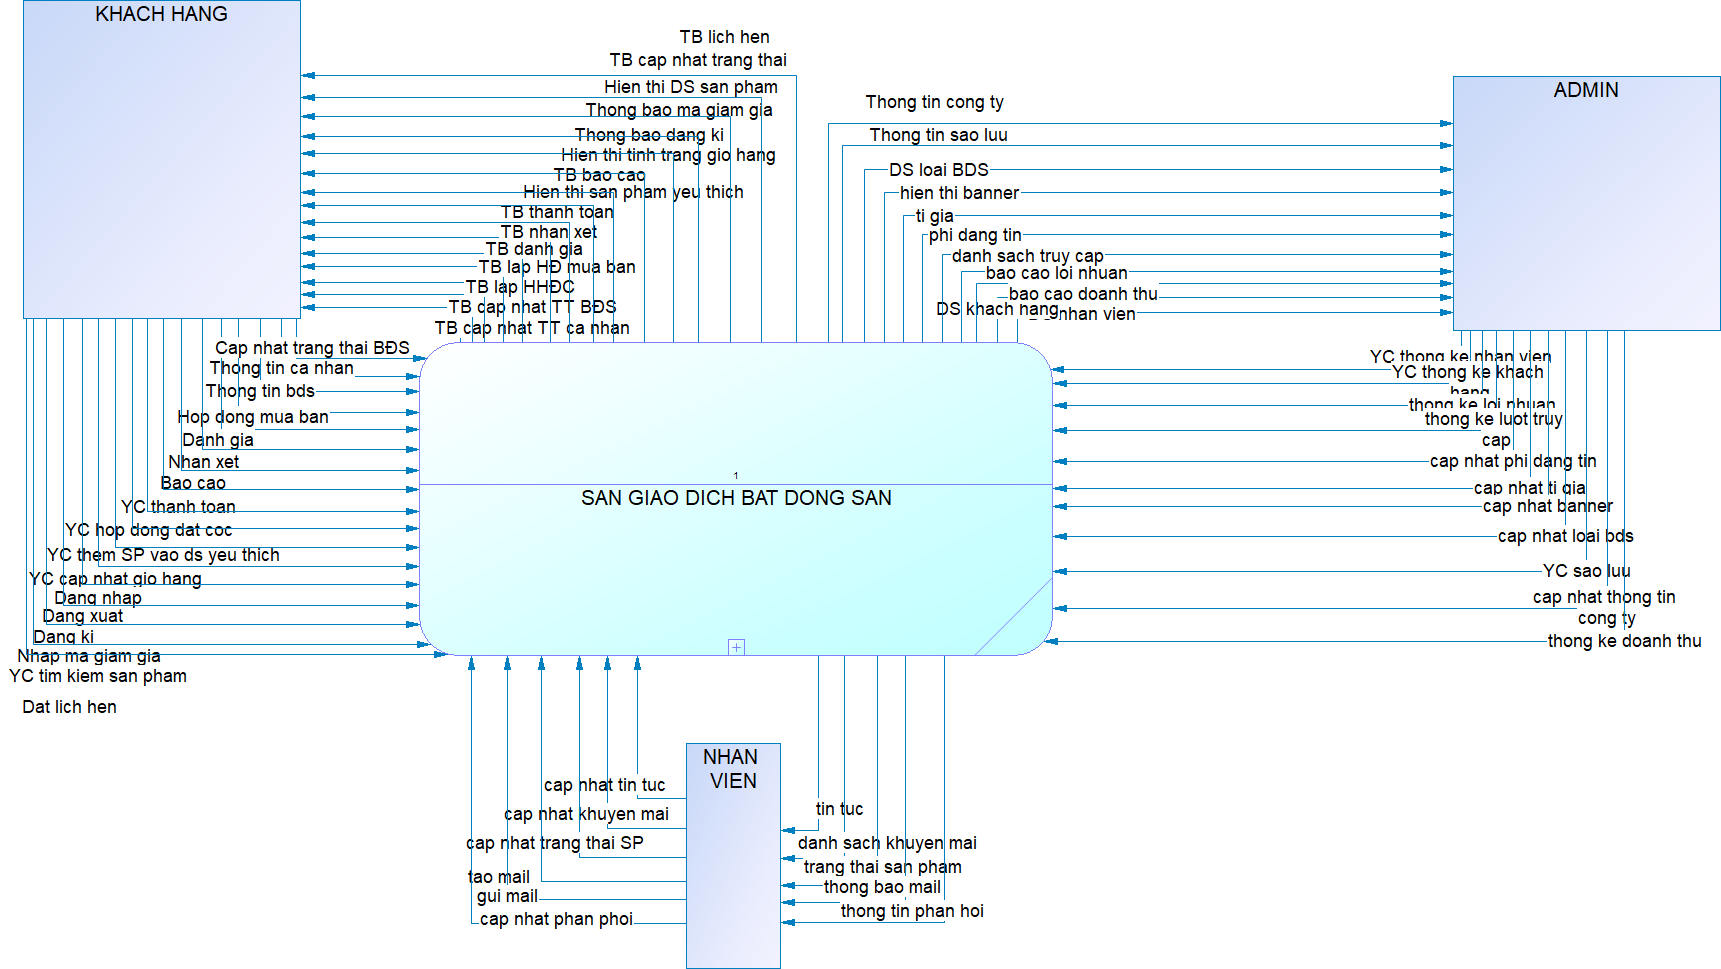 KHACH HANG
TB lich hen
TB cap nhat trang thai
Hien thi DS san pham
Thong bao ma giam gia
Thong bao dang ki
Hien thi tinh trang gio hang
TB bao cao
Hien thi san pham yeu thich
TB thanh toan
TB nhan xet
TB danh gia
TB lap HĐ mua ban
TB lap HHĐC
TB cap nhat TT BĐS
TB cap nhat TT ca nhan
ADMIN
Thong tin cong ty
Thong tin sao luu
DS loai BDS
hien thi banner
ti gia
phi dang tin
danh sach truy cap
bao cao loi nhuan
bao cao doanh thu
DS khach hang
nhan vien
Cap nhat trang thai BĐS
Thong tin ca nhan
Thong tin bds
Hop dong mua ban
Danh gia
Nhan xet
Bao cao
YC thanh toan
YC hop dong dat coc
YC them SP vao ds yeu thich
YC cap nhat gio hang
Dang nhap
Dang xuat
Dang ki
Nhap ma giam gia
YC tim kiem san pham
Dat lich hen
1
SAN GIAO DICH BAT DONG SAN
YC thong ke nhan vien
YC thong ke khach
hang
thong ke loi nhuan
thong ke luot truy
cap
cap nhat phi dang tin
cap nhat ti gia
cap nhat banner
cap nhat loai bds
YC sao luu
cap nhat thong tin
cong ty
thong ke doanh thu
NHAN
VIEN
cap nhat tin tuc
cap nhat khuyen mai
cap nhat trang thai SP
tao mail
gui mail
cap nhat phan phoi
tin tuc
danh sach khuyen mai
trang thai san pham
thong bao mail
thong tin phan hoi